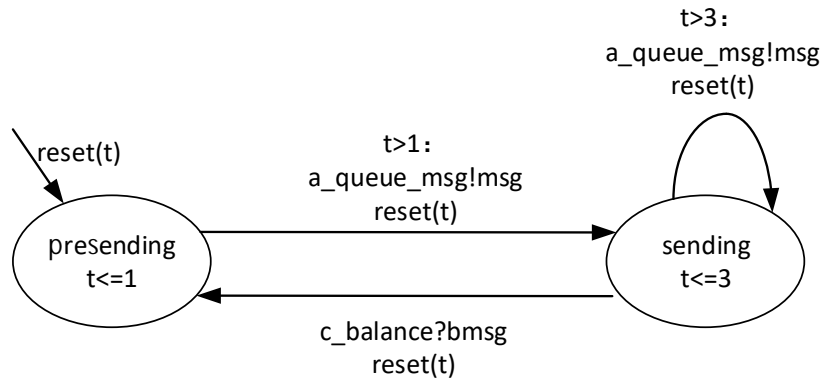 t>3：
a_queue_msg!msg
reset(t)
reset(t)
t>1：
a_queue_msg!msg
reset(t)
presending
t<=1
sending
t<=3
c_balance?bmsg
reset(t)